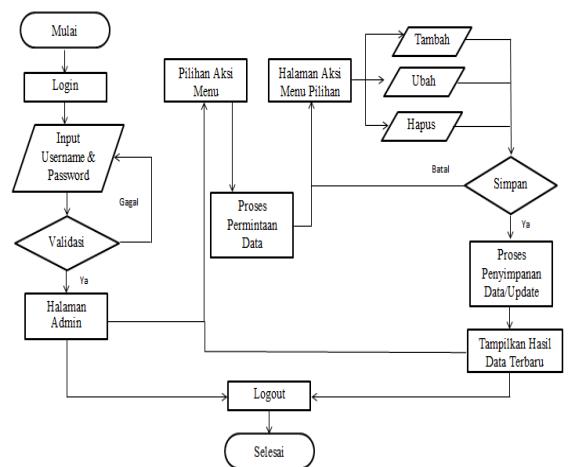 Mulai
Login
Input
Username &
Password
Gagal
Validasi
Ya
Halaman
Admin
Pilihan Aksi
Menu
Proses
Permintaan
Data
Halaman Aksi
Menu Pilihan
Tambah
Ubah
Hapus
Batal
Simpan
Ya
Proses
Penyimpanan
Data/Update
Tampilkan Hasil
Data Terbaru
Logout
Selesai